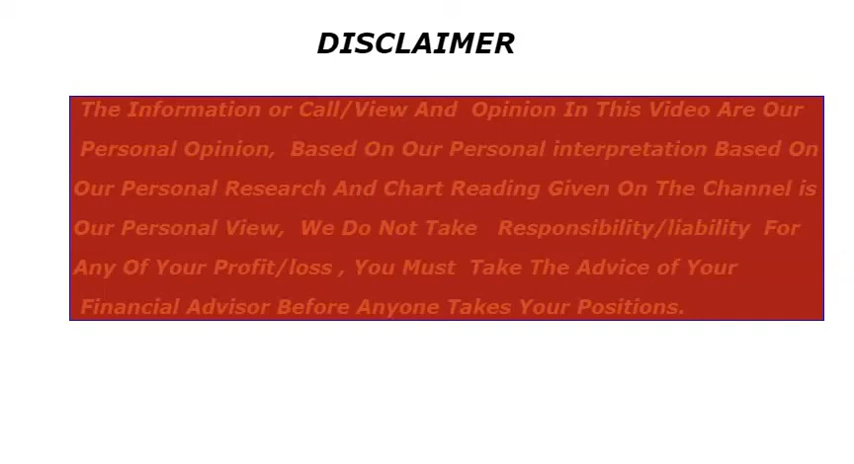 DISCLAIMER
The Information or Call/View And Opinion In This Video Are Our
Personal Opinion, Based On Our Personal interpretation Based On
Our Personal Research And Chart Reading Given On The Channel is
Our Personal View, We Do Not Take Responsibility/liability For
Any Of Your Profit/loss , You Must Take The Advice of Your
Financial Advisor Before Anyone Takes Your Positions.